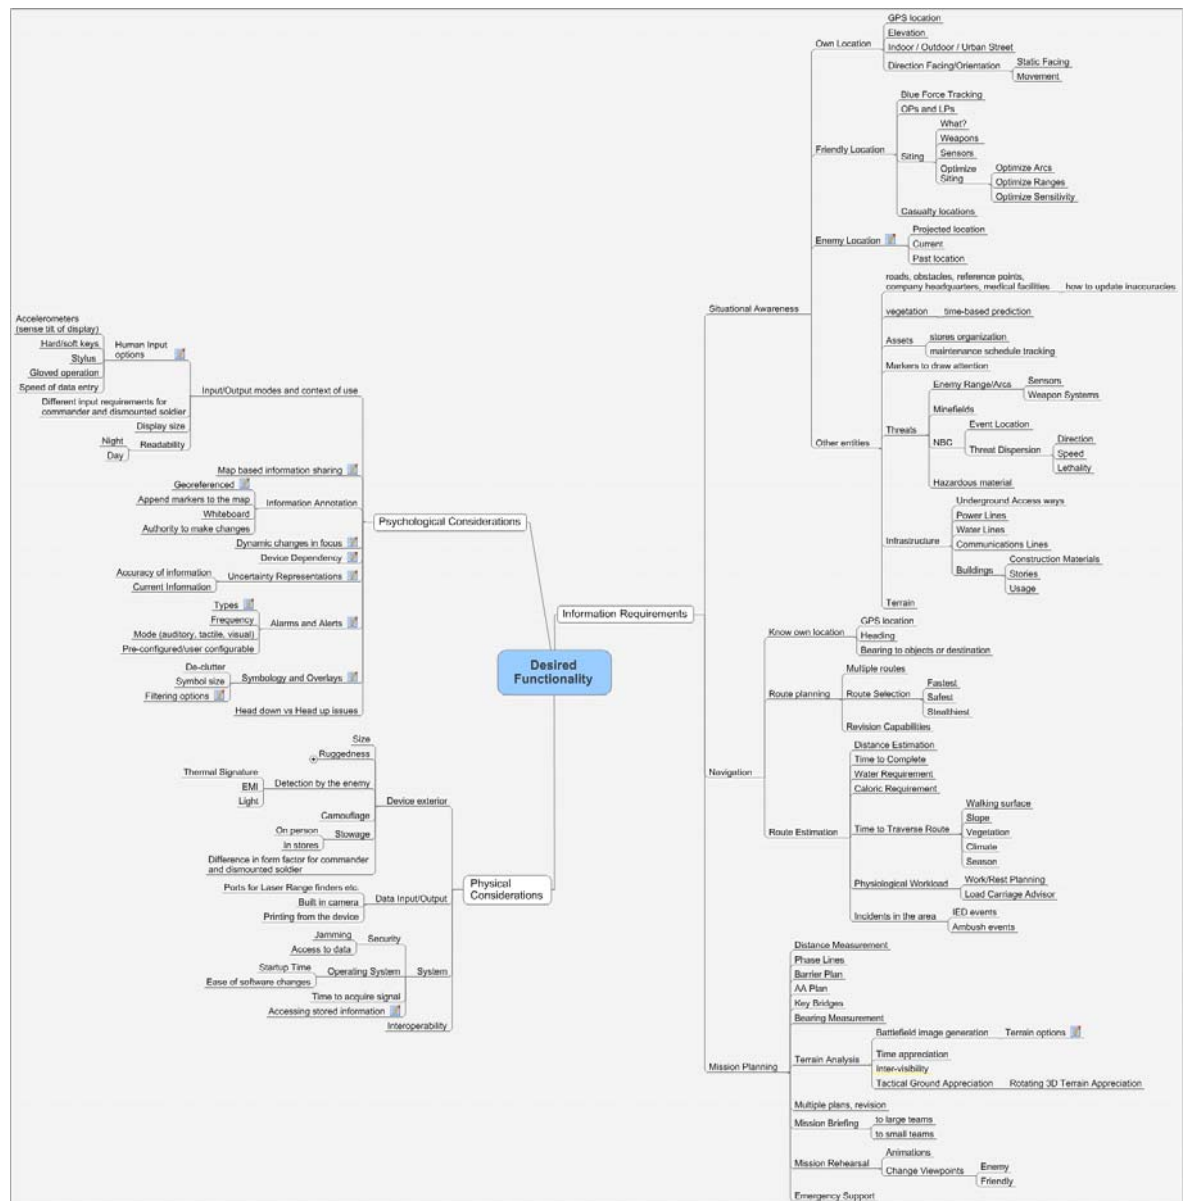 Desired
Functionality
Psychological Considerations
Input/Output modes and context of use
Human Input
options
Accelerometers
(sense tilt of display)
Hard/soft keys
Stylus
Gloved operation
Speed of data entry
Different input requirements for
commander and dismounted soldier
Display size
Readability
Night
Day
Map based information sharing
Information Annotation
Georeferenced
Append markers to the map
Whiteboard
Authority to make changes
Dynamic changes in focus
Device Dependency
Uncertainty Representations
Accuracy of information
Current Information
Alarms and Alerts
Types
Frequency
Mode (auditory, tactile, visual)
Pre-configured/user configurable
Symbology and Overlays
De-clutter
Symbol size
Filtering options
Head down vs Head up issues
Physical
Considerations
Device exterior
Size
Ruggedness
Detection by the enemy
Thermal Signature
EMI
Light
Camouflage
Stowage
On person
In stores
Difference in form factor for commander
and dismounted soldier
Data Input/Output
Ports for Laser Range finders etc.
Built in camera
Printing from the device
System
Security
Jamming
Access to data
Operating System
Startup Time
Ease of software changes
Time to acquire signal
Accessing stored information
Interoperability
Information Requirements
Situational Awareness
Own Location
GPS location
Elevation
Indoor / Outdoor / Urban Street
Direction Facing/Orientation
Static Facing
Movement
Friendly Location
Blue Force Tracking
OPs and LPs
Siting
What?
Weapons
Sensors
Optimize
Siting
Optimize Arcs
Optimize Ranges
Optimize Sensitivity
Casualty locations
Enemy Location
Projected location
Current
Past location
Other entities
roads, obstacles, reference points,
company headquarters, medical facilities
how to update inaccuracies
vegetation
time-based prediction
Assets
stores organization
maintenance schedule tracking
Markers to draw attention
Threats
Enemy Range/Arcs
Sensors
Weapon Systems
Minefields
NBC
Event Location
Threat Dispersion
Direction
Speed
Lethality
Hazardous material
Infrastructure
Underground Access ways
Power Lines
Water Lines
Communications Lines
Buildings
Construction Materials
Stories
Usage
Terrain
Navigation
Know own location
GPS location
Heading
Bearing to objects or destination
Route planning
Multiple routes
Route Selection
Fastest
Safest
Stealthiest
Revision Capabilities
Route Estimation
Distance Estimation
Time to Complete
Water Requirement
Caloric Requirement
Time to Traverse Route
Walking surface
Slope
Vegetation
Climate
Season
Physiological Workload
Work/Rest Planning
Load Carriage Advisor
Incidents in the area
IED events
Ambush events
Mission Planning
Distance Measurement
Phase Lines
Barrier Plan
AA Plan
Key Bridges
Bearing Measurement
Terrain Analysis
Battlefield image generation
Terrain options
Time appreciation
Inter-visibility
Tactical Ground Appreciation
Rotating 3D Terrain Appreciation
Multiple plans, revision
Mission Briefing
to large teams
to small teams
Mission Rehearsal
Animations
Change Viewpoints
Enemy
Friendly
Emergency Support